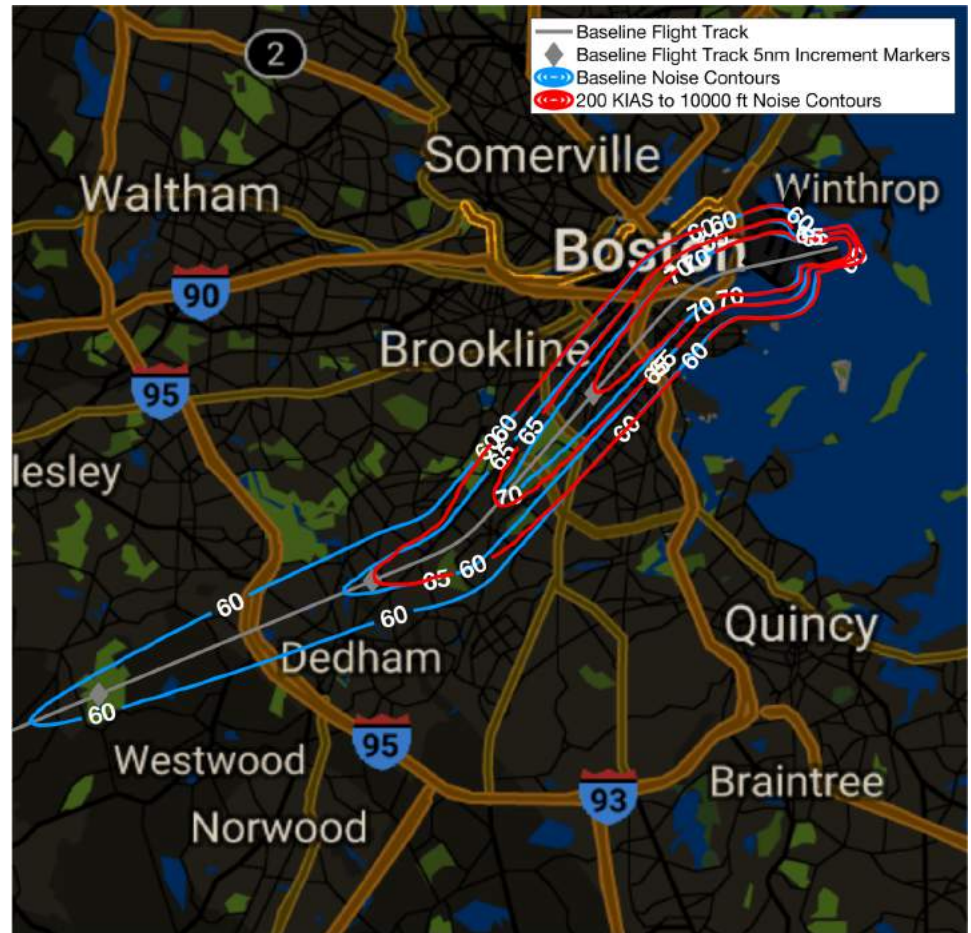 Baseline Flight Track
Baseline Flight Track 5nm Increment Markers
Baseline Noise Contours
200 KIAS to 10000 ft Noise Contours
2
Somerville
Waltham
Winthrop
60
60 60
Boston
70
90
70 70
Brookline
60
65
95
60
65
60
60
65
lesley
70
65 60
60
60
Quincy
Dedham
60
95
Westwood
Braintree
93
Norwood